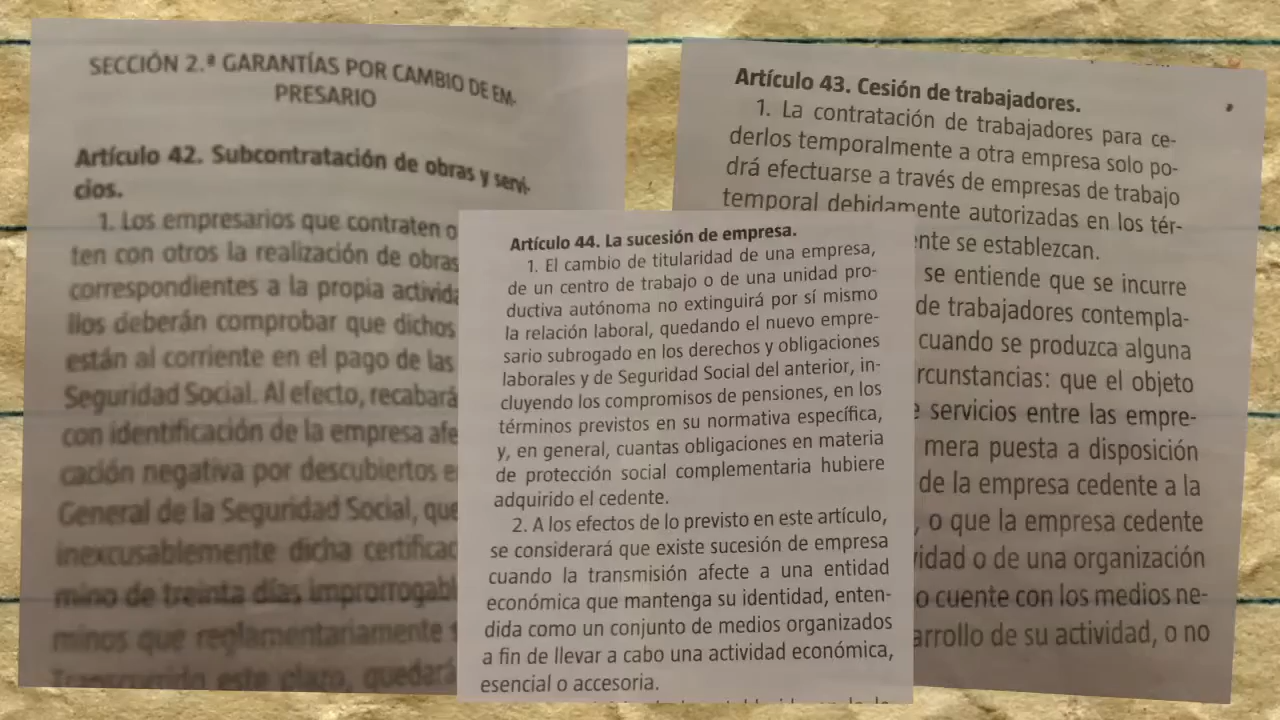 SECCIÓN 2.ª GARANTÍAS POR CAMBIO DE EM-
PRESARIO
Artículo 42. Subcontratación de obras y servi-
cios.
1. Los empresarios que contraten o
ten con otros la realización de obras
correspondientes a la propia activida
llos deberán comprobar que dichos
están al corriente en el pago de las
Seguridad Social. Al efecto, recabará
con identificación de la empresa afe
cación negativa por descubiertos e
General de la Seguridad Social, que
inexcusablemente dicha certificac
mino de treinta días improrrogabl
minos que reglamentariamente s
Transcurrido este plazo, quedará
Artículo 44. La sucesión de empresa.
1. El cambio de titularidad de una empresa,
de un centro de trabajo o de una unidad pro-
ductiva autónoma no extinguirá por sí mismo
la relación laboral, quedando el nuevo empre-
sario subrogado en los derechos y obligaciones
laborales y de Seguridad Social del anterior, in-
cluyendo los compromisos de pensiones, en los
términos previstos en su normativa específica,
y, en general, cuantas obligaciones en materia
de protección social complementaria hubiere
adquirido el cedente.
2. A los efectos de lo previsto en este artículo,
se considerará que existe sucesión de empresa
cuando la transmisión afecte a una entidad
económica que mantenga su identidad, enten-
dida como un conjunto de medios organizados
a fin de llevar a cabo una actividad económica,
esencial o accesoria.
Artículo 43. Cesión de trabajadores.
1. La contratación de trabajadores para ce-
derlos temporalmente a otra empresa solo po-
drá efectuarse a través de empresas de trabajo
temporal debidamente autorizadas en los tér-
nte se establezcan.
se entiende que se incurre
de trabajadores contempla-
cuando se produzca alguna
rcunstancias: que el objeto
e servicios entre las empre-
mera puesta a disposición
de la empresa cedente a la
, o que la empresa cedente
vidad o de una organización
o cuente con los medios ne-
arrollo de su actividad, o no